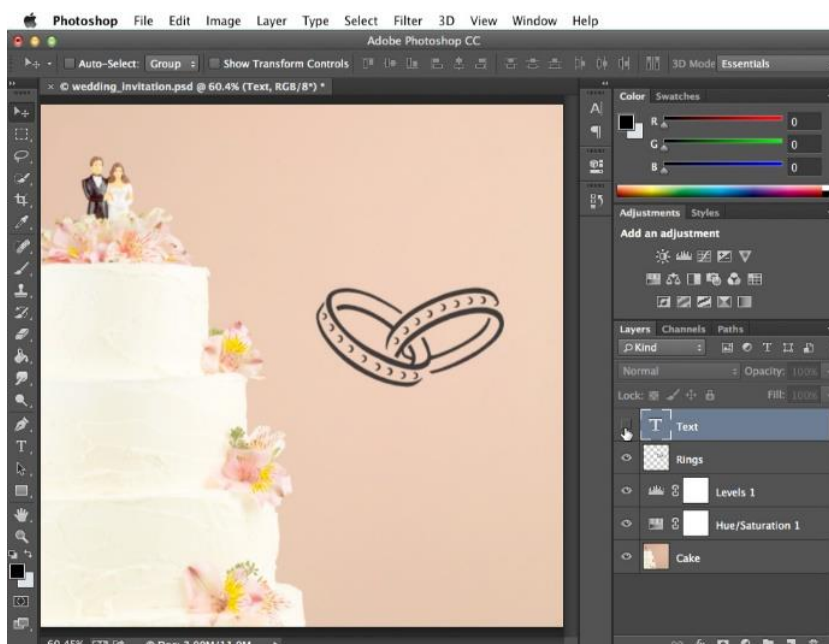 Photoshop File Edit Image Layer Type Select Filter 3D View Window Help
Adobe Photoshop CC
Auto-Select: Group Show Transform Controls 3D Mode Essentials
× © wedding_invitation.psd @ 60.4% (Text, RGB/8*) *
Color Swatches
R 0
G 0
B 0
Adjustments Styles
Add an adjustment
Layers Channels Paths
Kind
Normal Opacity: 100%
Lock: Fill: 100%
T Text
Rings
Levels 1
Hue/Saturation 1
Cake